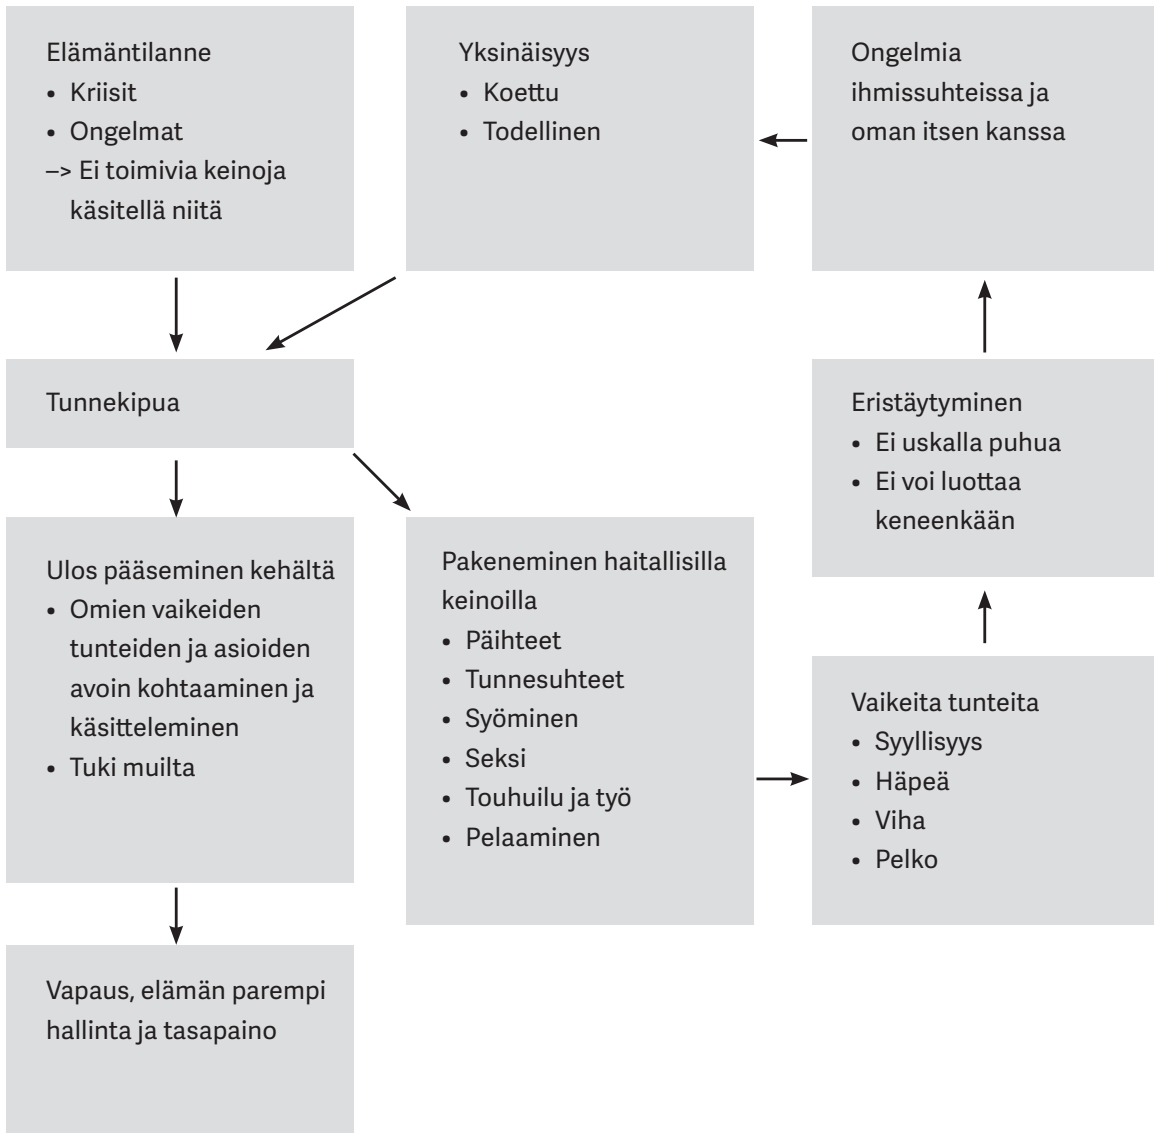 Elämäntilanne
• Kriisit
• Ongelmat
–> Ei toimivia keinoja
käsitellä niitä
Yksinäisyys
• Koettu
• Todellinen
Ongelmia
ihmissuhteissa ja
oman itsen kanssa
Tunnekipua
Eristäytyminen
• Ei uskalla puhua
• Ei voi luottaa
keneenkään
Ulos pääseminen kehältä
• Omien vaikeiden
tunteiden ja asioiden
avoin kohtaaminen ja
käsitteleminen
• Tuki muilta
Pakeneminen haitallisilla
keinoilla
• Päihteet
• Tunnesuhteet
• Syöminen
• Seksi
• Touhuilu ja työ
• Pelaaminen
Vaikeita tunteita
• Syyllisyys
• Häpeä
• Viha
• Pelko
Vapaus, elämän parempi
hallinta ja tasapaino